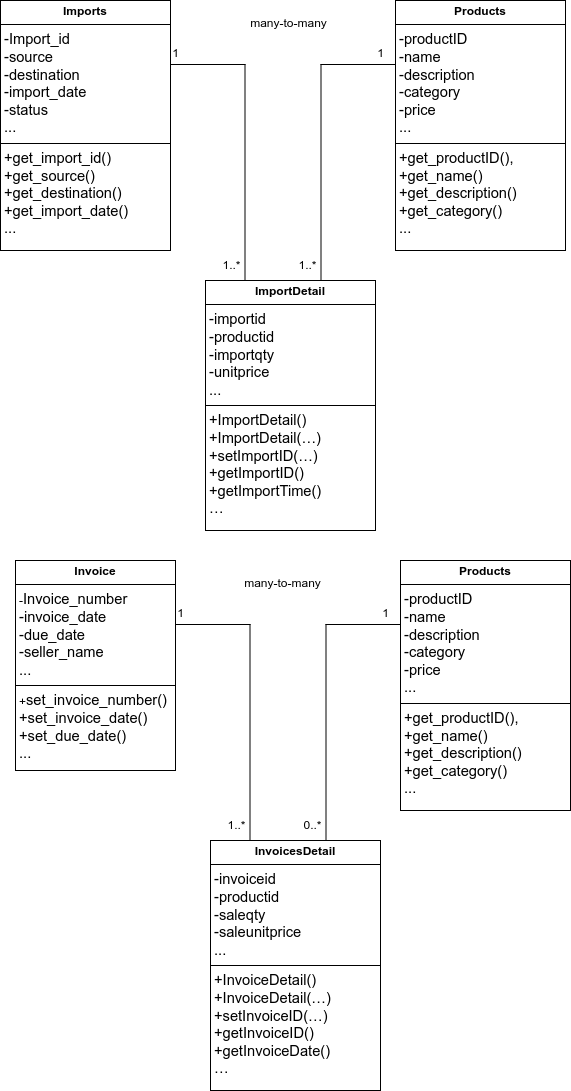 Imports
-Import_id
-source
-destination
-import_date
-status
...
+get_import_id()
+get_source()
+get_destination()
+get_import_date()
...
many-to-many
1
1
Products
-productID
-name
-description
-category
-price
...
+get_productID(),
+get_name()
+get_description()
+get_category()
...
1..*
1..*
ImportDetail
-importid
-productid
-importqty
-unitprice
...
+ImportDetail()
+ImportDetail(…)
+setImportID(…)
+getImportID()
+getImportTime()
…
Invoice
-Invoice_number
-invoice_date
-due_date
-seller_name
...
+set_invoice_number()
+set_invoice_date()
+set_due_date()
...
many-to-many
1
1
Products
-productID
-name
-description
-category
-price
...
+get_productID(),
+get_name()
+get_description()
+get_category()
...
1..*
0..*
InvoicesDetail
-invoiceid
-productid
-saleqty
-saleunitprice
...
+InvoiceDetail()
+InvoiceDetail(…)
+setInvoiceID(…)
+getInvoiceID()
+getInvoiceDate()
…